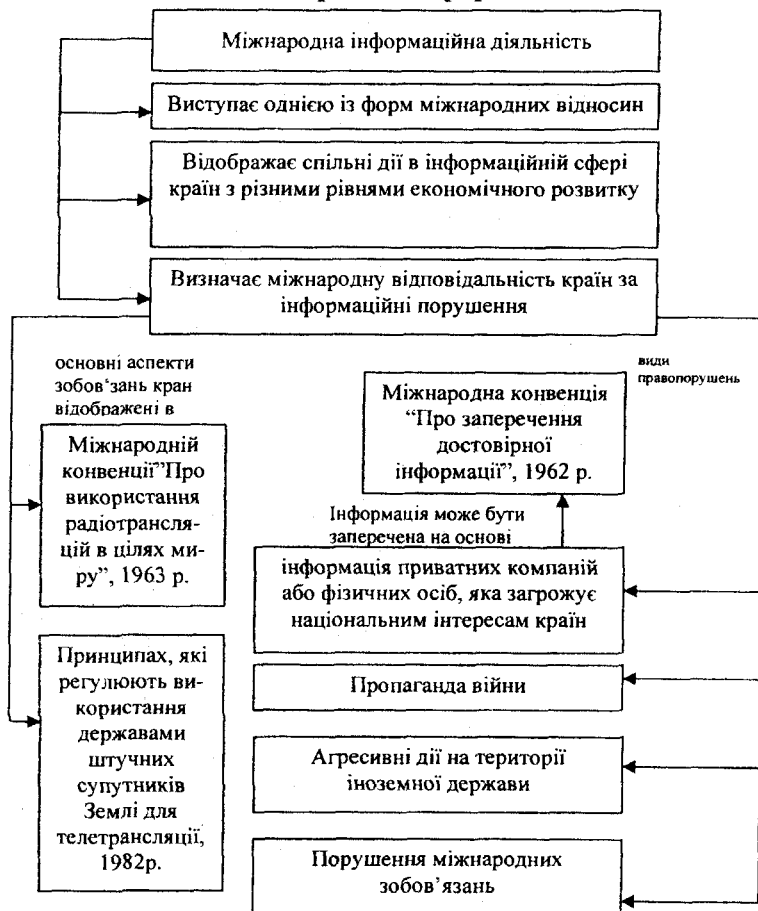 Міжнародна інформаційна діяльність
Виступає однією із форм міжнародних відносин
Відображає спільні дії в інформаційній сфері
країн з різними рівнями економічного розвитку
Визначає міжнародну відповідальність країн за
інформаційні порушення
основні аспекти
зобов‘язань кран
відображені в
Міжнародній
конвенції”Про
використання
радіотрансля-
цій в цілях ми-
ру”, 1963 р.
Принципах, які
регулюють ви-
користання
державами
штучних
супутників
Землі для
телетрансляції,
1982р.
види
правопорушень
Міжнародна конвенція
“Про заперечення
достовірної
інформації”, 1962 р.
Інформація може бути
заперечена на основі
інформація приватних компаній
або фізичних осіб, яка загрожує
національним інтересам країн
Пропаганда війни
Агресивні дії на території
іноземної держави
Порушення міжнародних
зобов’язань